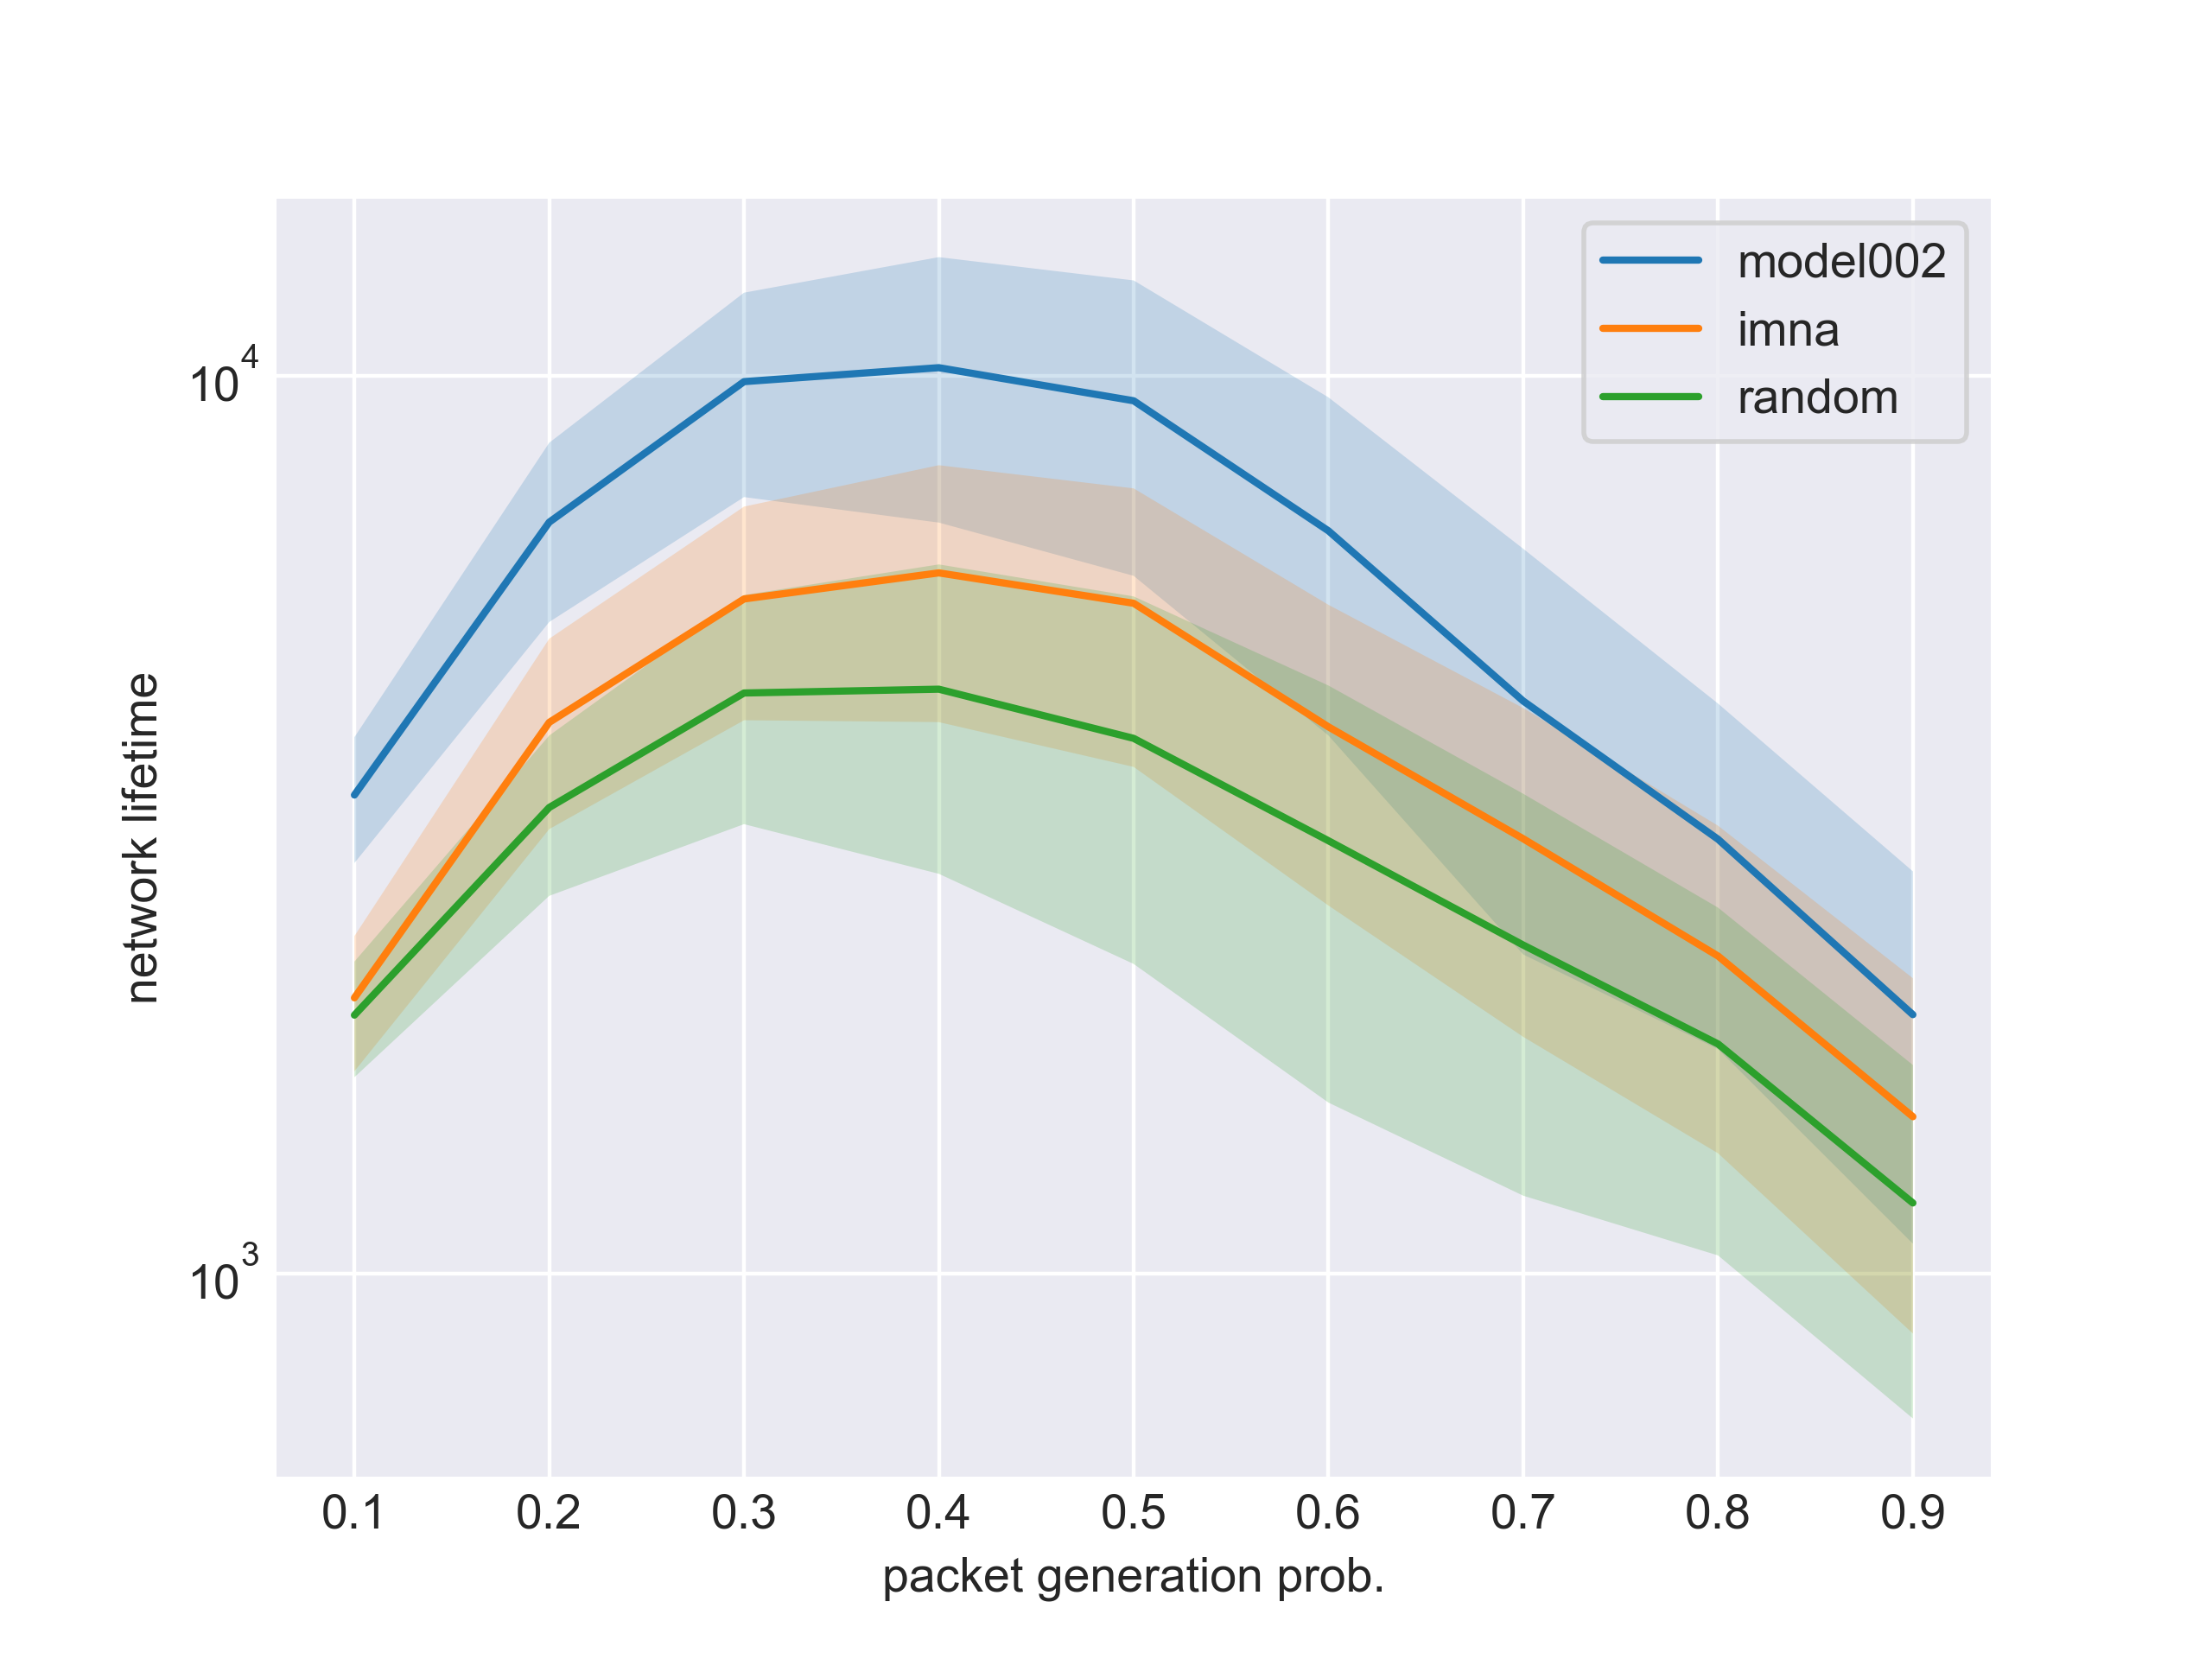 model002
imna
random
10^4
10^3
network lifetime
0.1 0.2 0.3 0.4 0.5 0.6 0.7 0.8 0.9
packet generation prob.